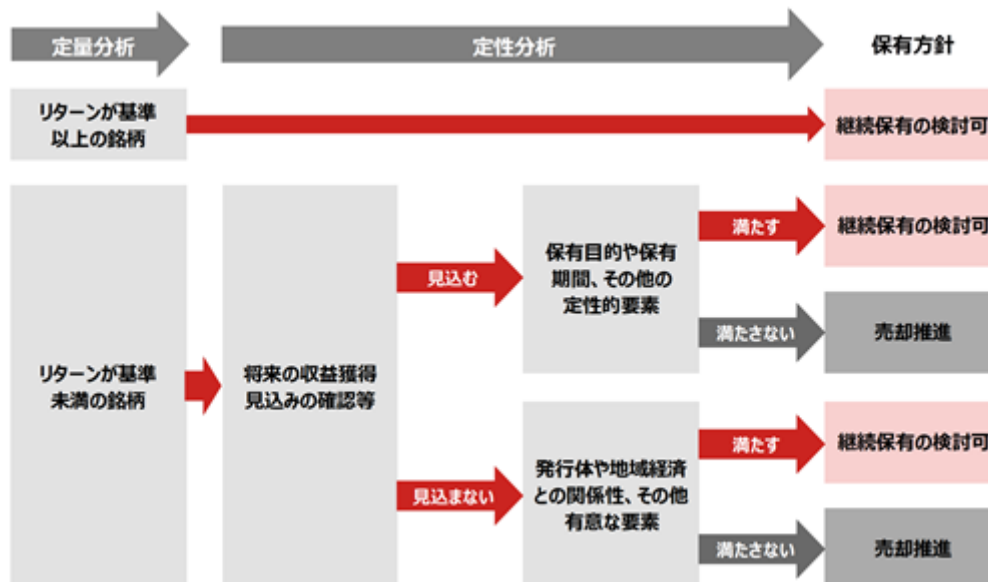 定量分析
定性分析
保有方針
リターンが基準
以上の銘柄
継続保有の検討可
リターンが基準
未満の銘柄
将来の収益獲得
見込みの確認等
見込む
保有目的や保有
期間、その他の
定性的要素
満たす
継続保有の検討可
満たさない
売却推進
見込まない
発行体や地域経済
との関係性、その他
有意な要素
満たす
継続保有の検討可
満たさない
売却推進